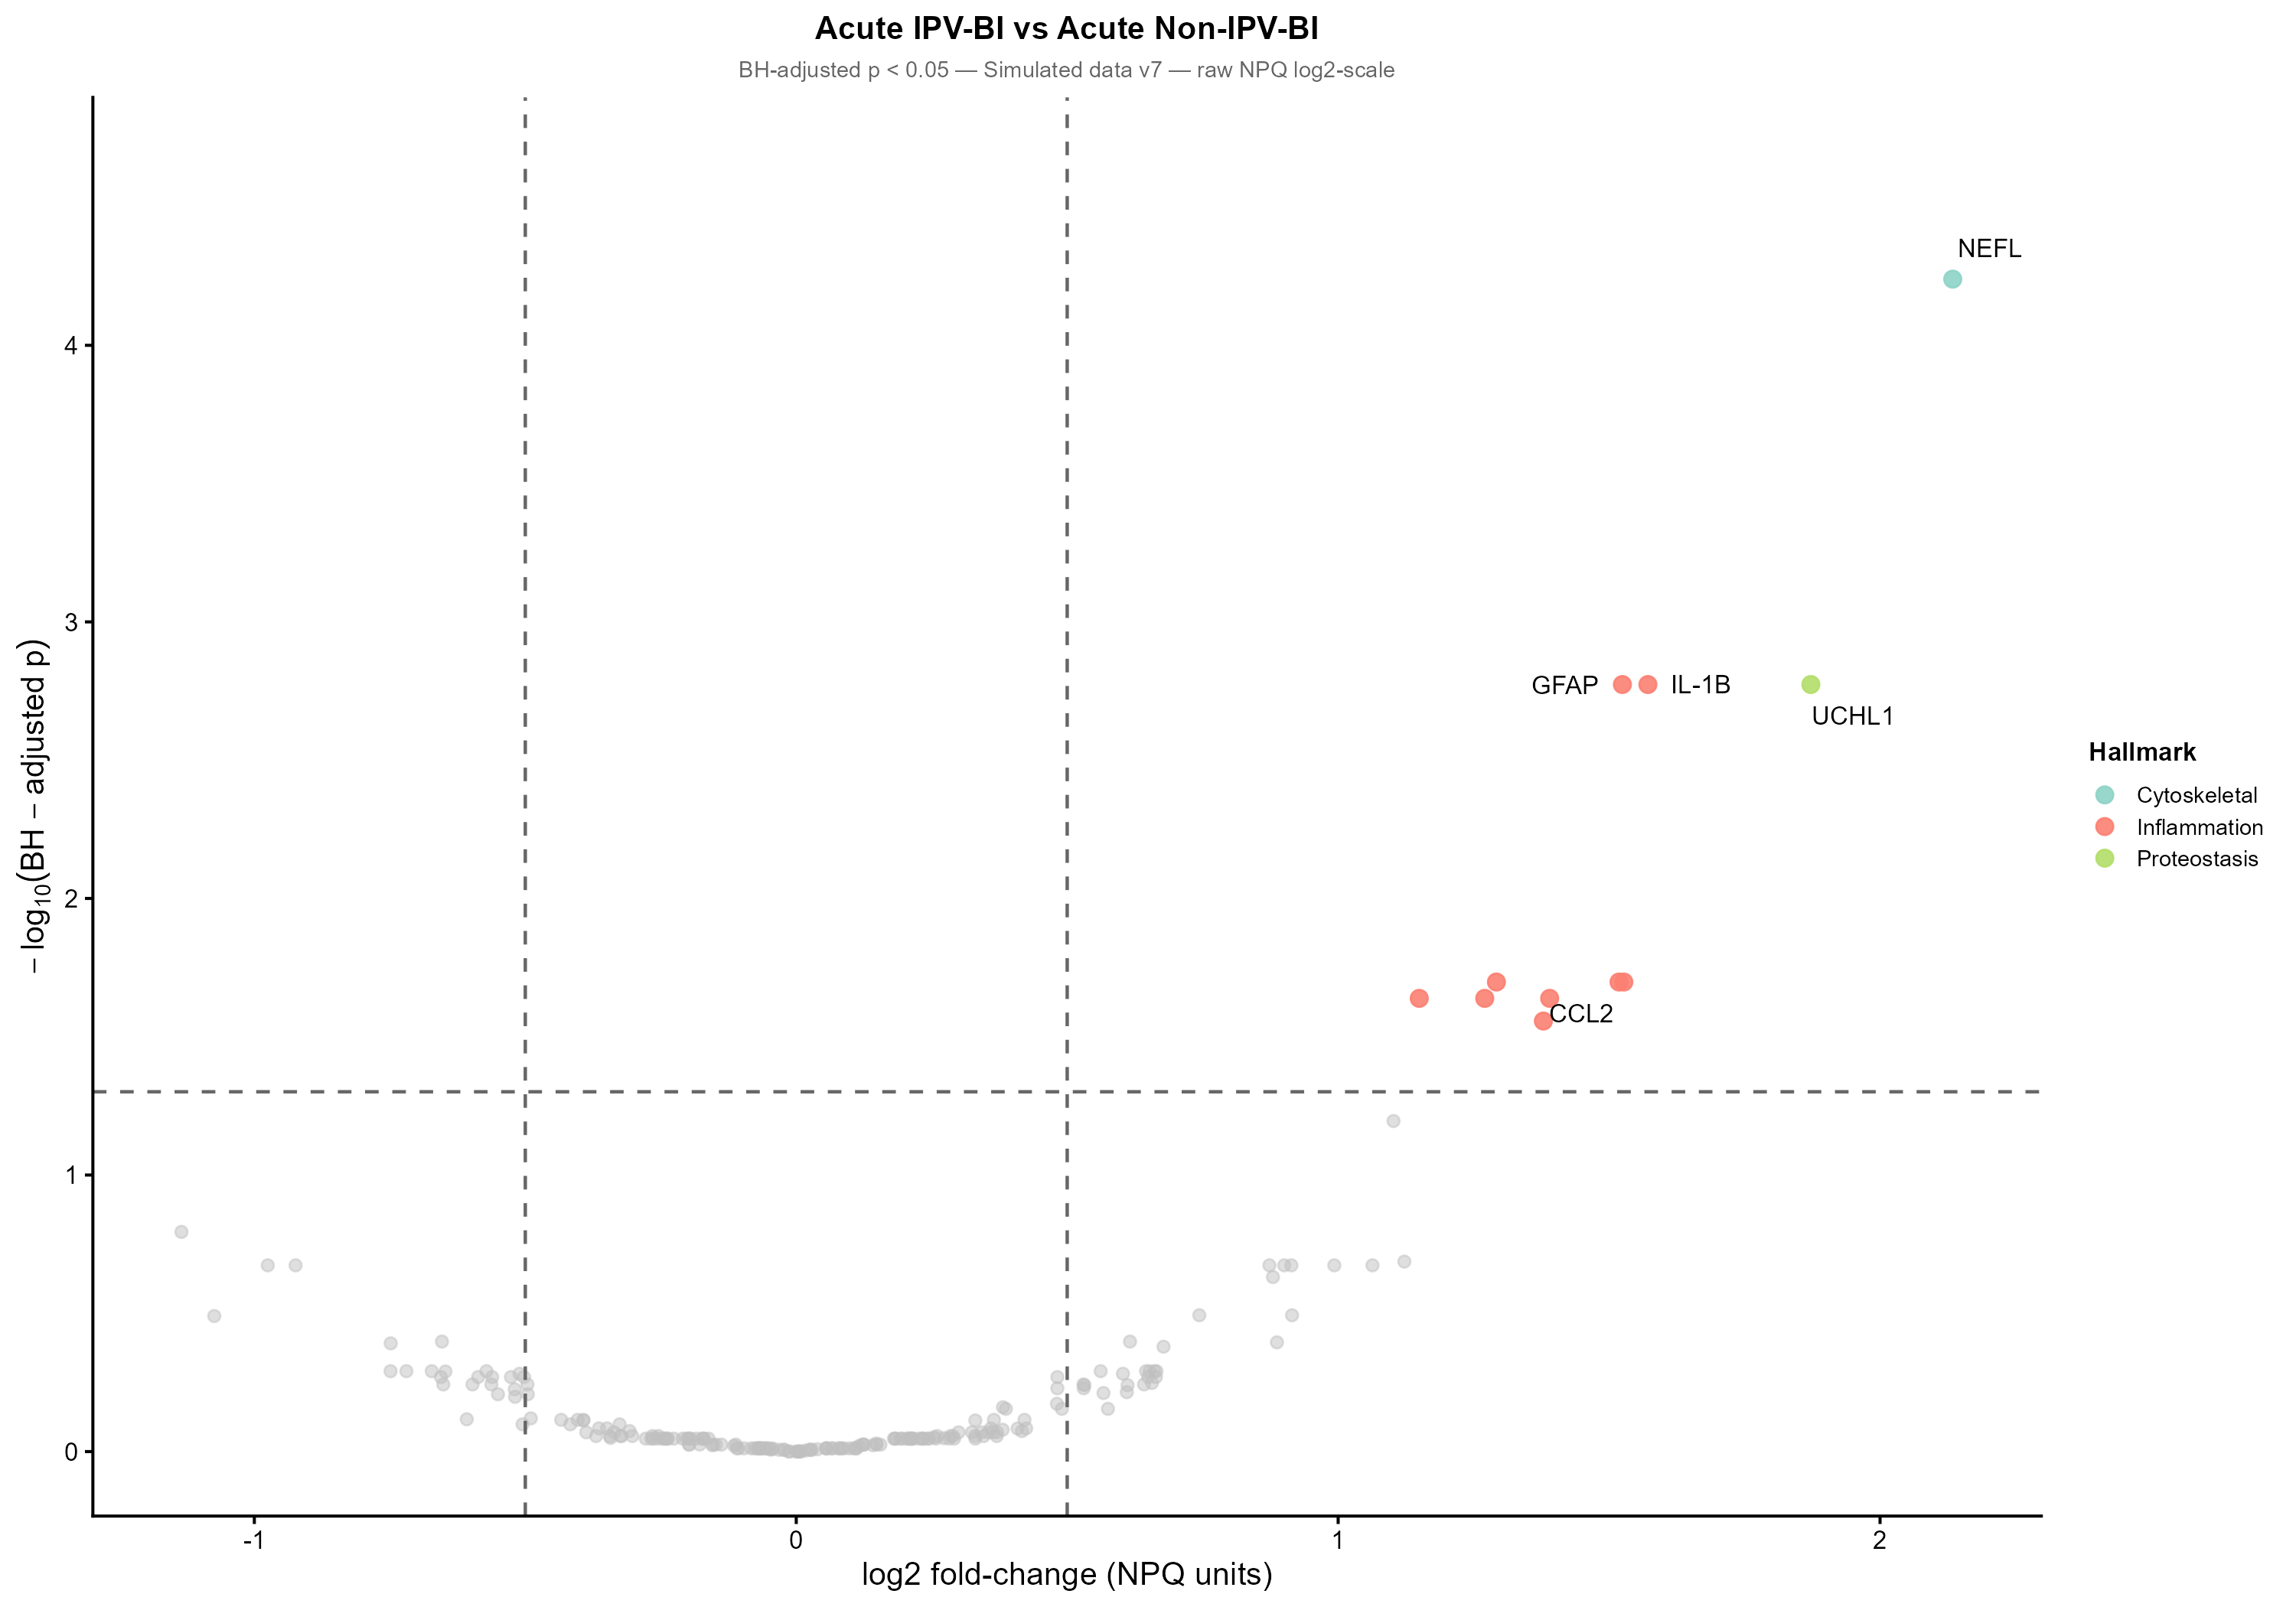 Acute IPV-BI vs Acute Non-IPV-BI
BH-adjusted p < 0.05 — Simulated data v7 — raw NPQ log2-scale
− log10(BH − adjusted p)
4
3
2
1
0
NEFL
GFAP
IL-1B
UCHL1
CCL2
-1
0
1
2
log2 fold-change (NPQ units)
Hallmark
Cytoskeletal
Inflammation
Proteostasis